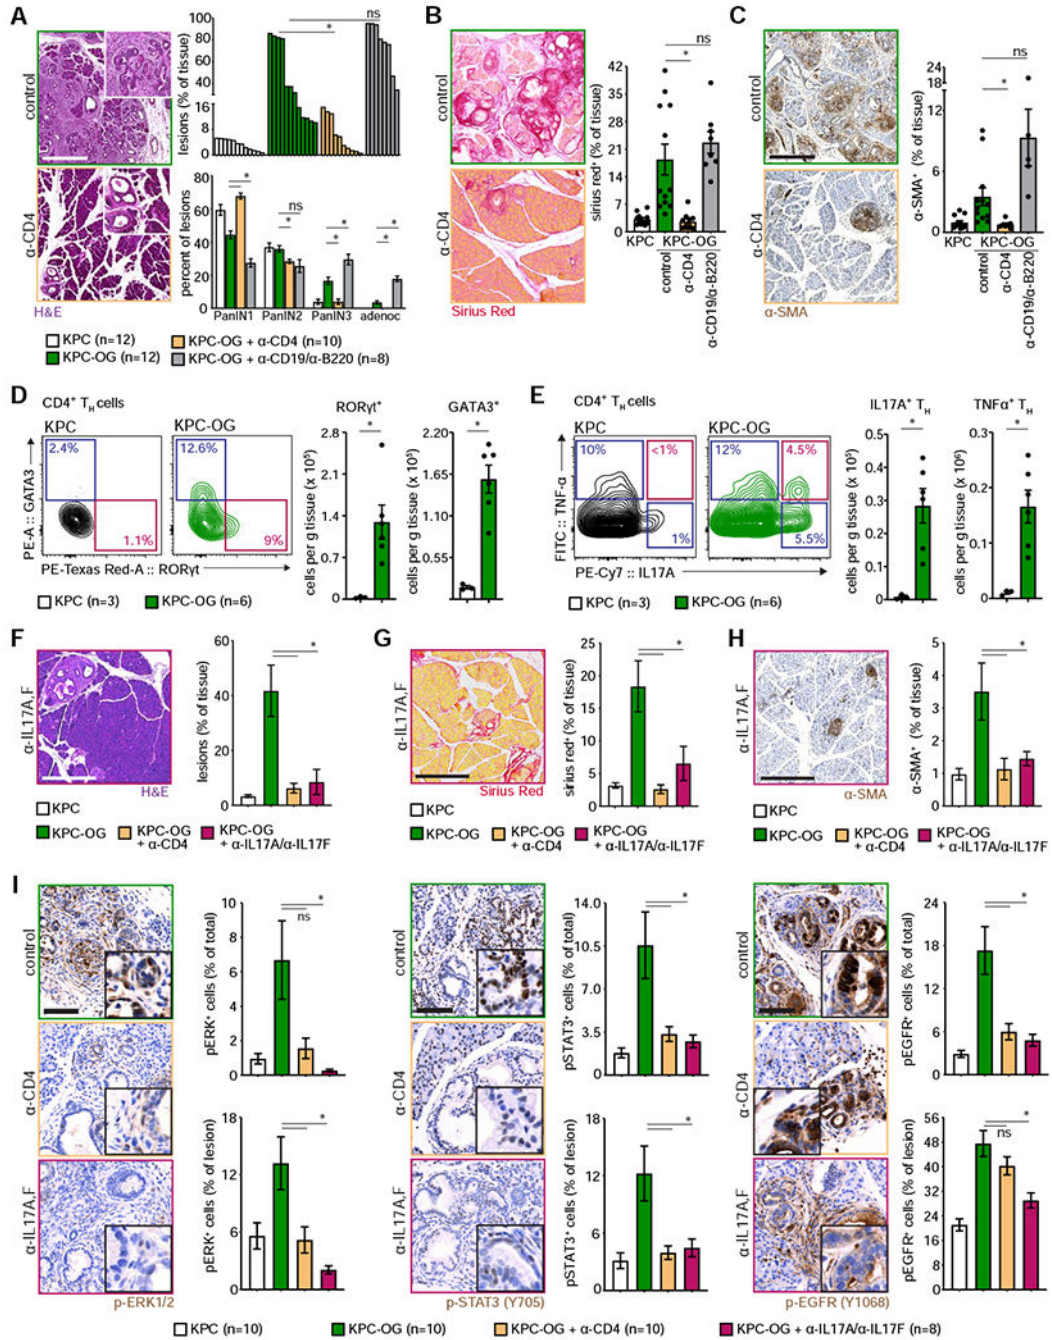 A
control
α-CD4
H&E
lesions (% of tissue)
100
80
60
40
16
8
0
ns
*
percent of lesions
80
60
40
20
0
*
ns
*
*
*
*
*
PanIN1 PanIN2 PanIN3 adenoc
KPC (n=12)
KPC-OG + α-CD4 (n=10)
KPC-OG (n=12)
KPC-OG + α-CD19/α-B220 (n=8)
B
control
α-CD4
Sirius Red
sirius red⁺ (% of tissue)
42
35
28
21
14
7
0
ns
*
KPC KPC-OG
control
α-CD4
α-CD19/α-B220
C
control
α-CD4
α-SMA
α-SMA⁺ (% of tissue)
24
18
12
6
0
ns
*
KPC KPC-OG
control
α-CD4
α-CD19/α-B220
D
CD4⁺ T_H cells
KPC KPC-OG
2.4%
1.1%
12.6%
9%
PE-A :: GATA3
PE-Texas Red-A :: RORγt
RORγt⁺
cells per g tissue (x 10⁵)
2.8
2.1
1.4
0.7
0
*
GATA3⁺
cells per g tissue (x 10⁵)
2.20
1.65
1.10
0.55
*
KPC (n=3) KPC-OG (n=6)
E
CD4⁺ T_H cells
KPC KPC-OG
10%
<1%
1%
12%
4.5%
5.5%
FITC :: TNF-α
PE-Cy7 :: IL17A
IL17A⁺ T_H
cells per g tissue (x 10⁵)
0.5
0.4
0.3
0.2
0.1
0
*
TNFα⁺ T_H
cells per g tissue (x 10⁶)
0.3
0.2
0.1
0
*
KPC (n=3) KPC-OG (n=6)
F
α-IL17A,F
H&E
lesions (% of tissue)
60
40
20
0
*
KPC
KPC-OG
KPC-OG
+ α-CD4
KPC-OG
+ α-IL17A/α-IL17F
G
α-IL17A,F
Sirius Red
sirius red⁺ (% of tissue)
25
20
15
10
5
0
*
KPC
KPC-OG
KPC-OG
+ α-CD4
KPC-OG
+ α-IL17A/α-IL17F
H
α-IL17A,F
α-SMA
α-SMA⁺ (% of tissue)
5
4
3
2
1
0
*
KPC
KPC-OG
KPC-OG
+ α-CD4
KPC-OG
+ α-IL17A/α-IL17F
I
control
α-CD4
α-IL17A,F
p-ERK1/2
pERK⁺ cells (% of total)
10
8
6
4
2
0
*
ns
pERK⁺ cells (% of lesion)
18
12
6
0
*
control
α-CD4
α-IL17A,F
p-STAT3 (Y705)
pSTAT3⁺ cells (% of total)
14.0
10.5
7.0
3.5
0
*
pSTAT3⁺ cells (% of lesion)
18
12
6
0
*
control
α-CD4
α-IL17A,F
p-EGFR (Y1068)
pEGFR⁺ cells (% of total)
24
18
12
6
0
*
pEGFR⁺ cells (% of lesion)
56
48
40
32
24
16
8
0
*
ns
KPC (n=10) KPC-OG (n=10) KPC-OG + α-CD4 (n=10) KPC-OG + α-IL17A/α-IL17F (n=8)